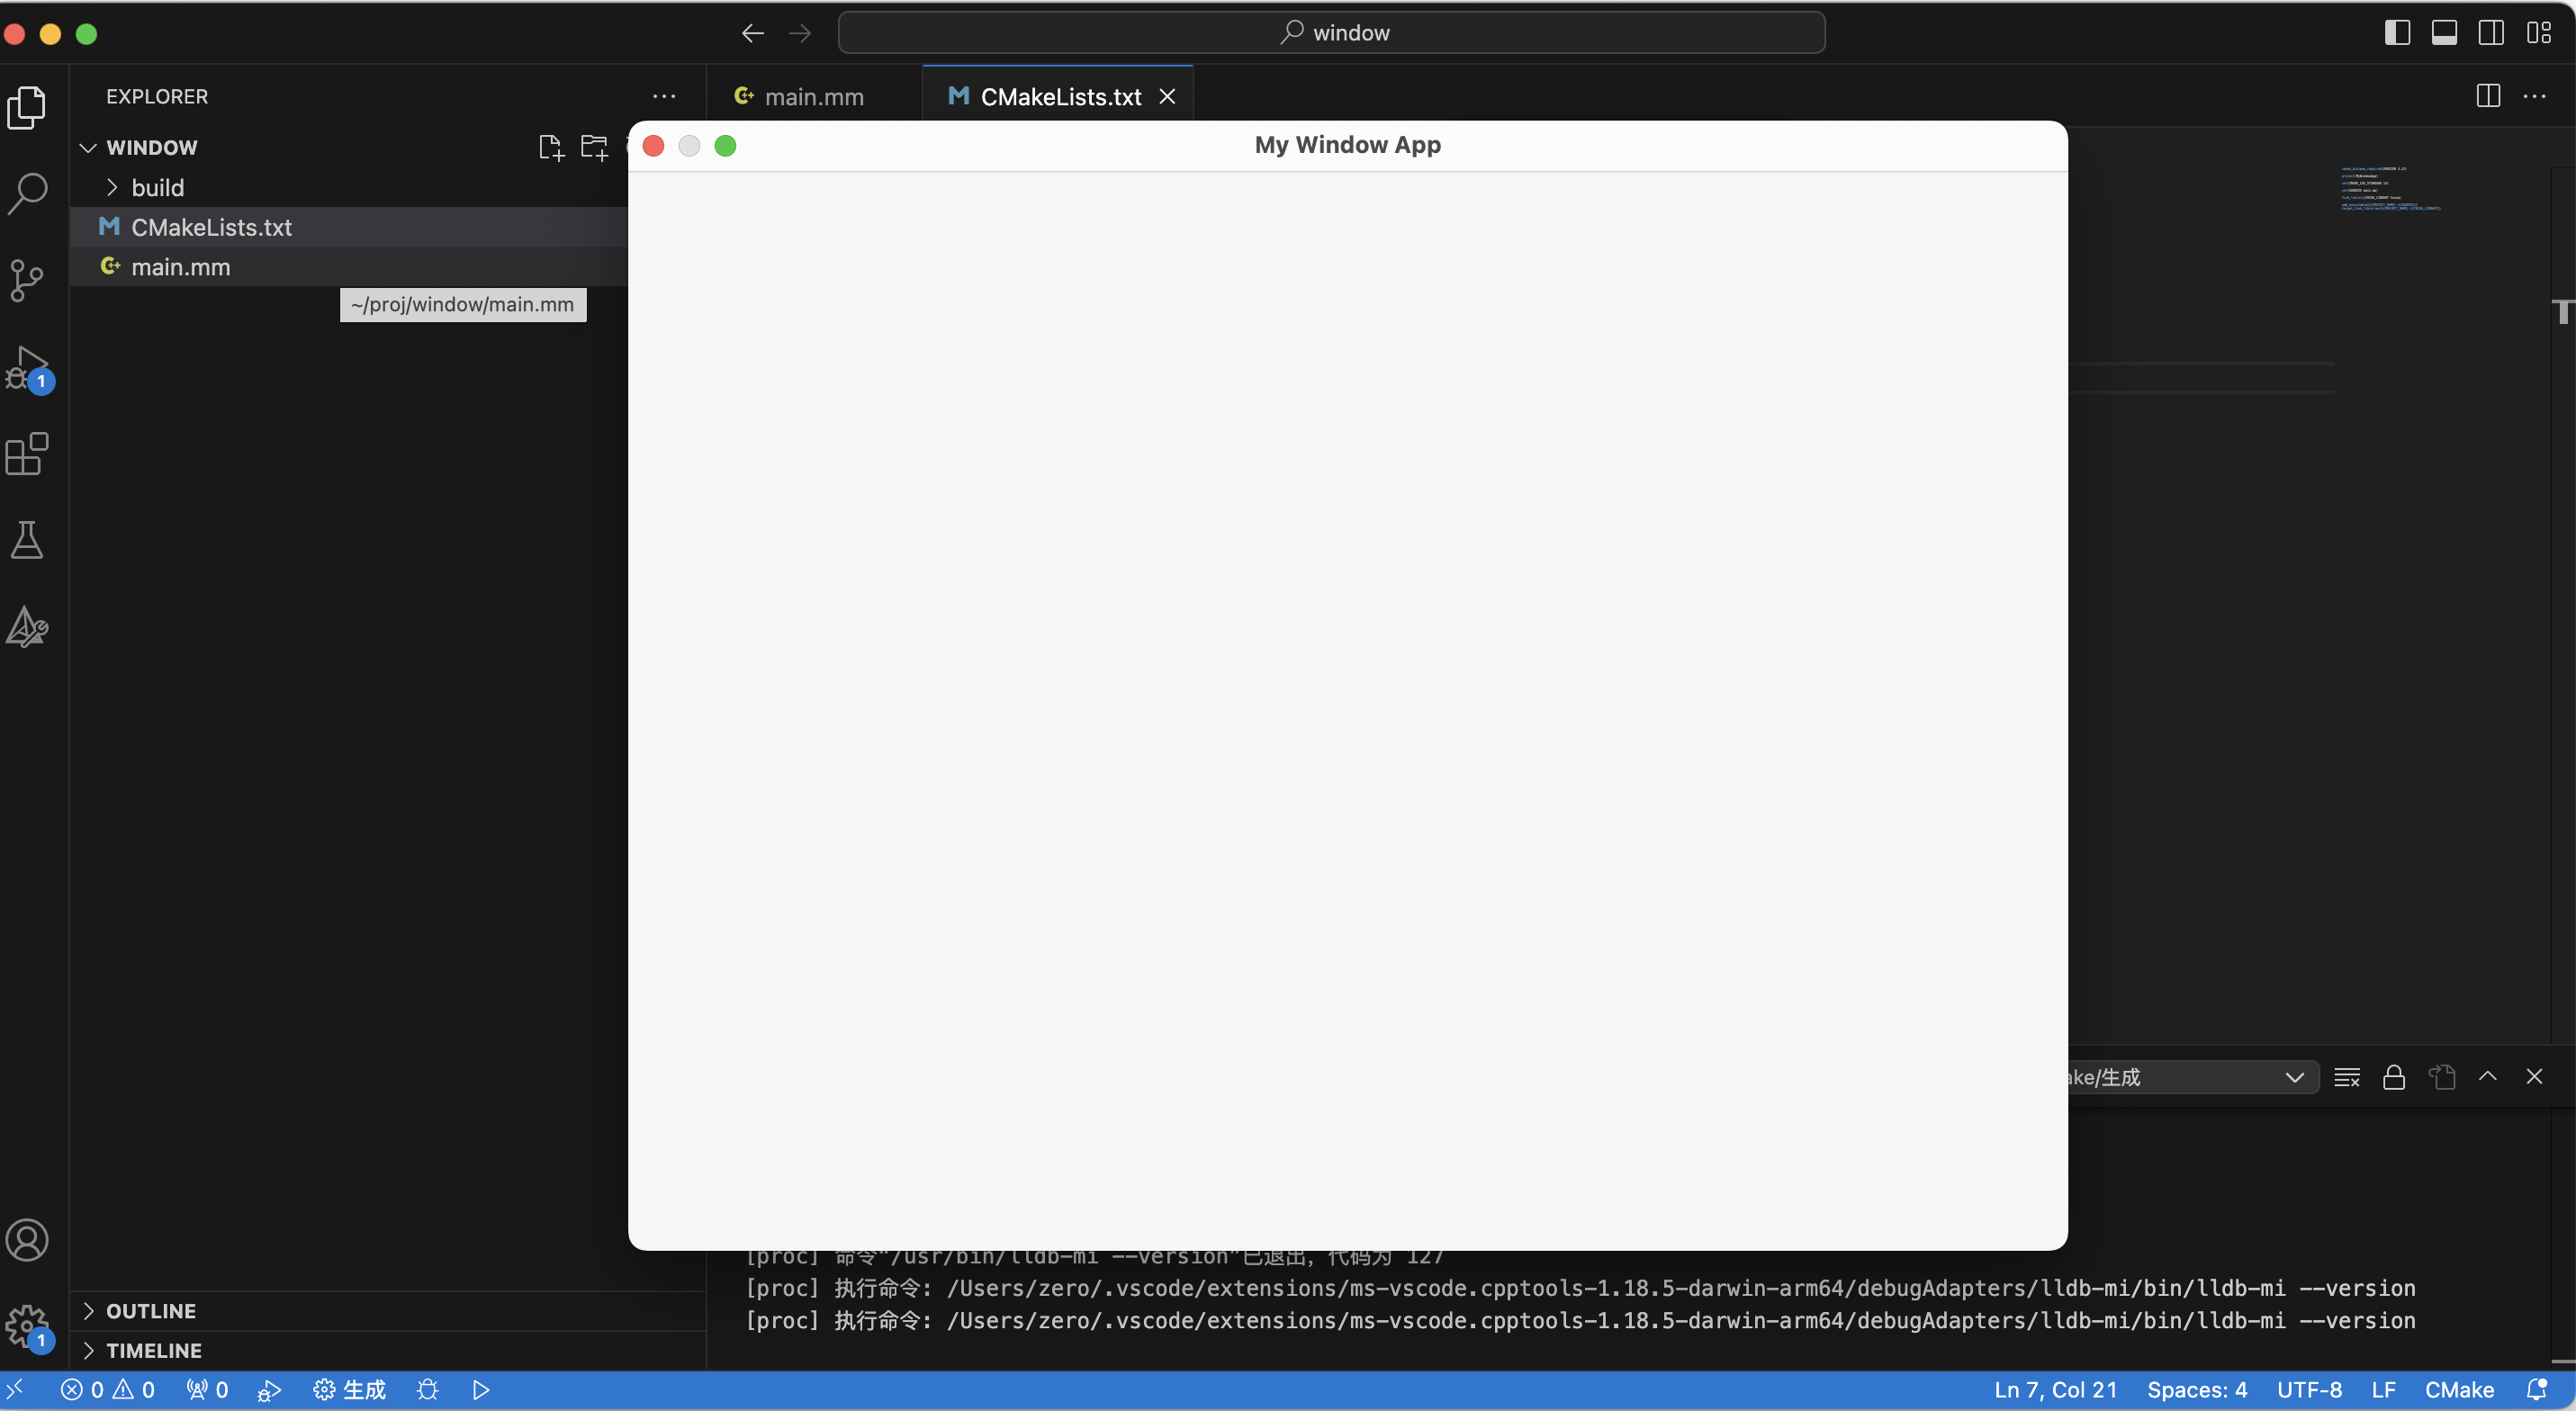 window
EXPLORER
main.mm
CMakeLists.txt
WINDOW
My Window App
build
CMakeLists.txt
main.mm
~/proj/window/main.mm
1
ake/生成
[proc] 命令"/usr/bin/lldb-mi --version"已退出，代码为 127
[proc] 执行命令: /Users/zero/.vscode/extensions/ms-vscode.cpptools-1.18.5-darwin-arm64/debugAdapters/lldb-mi/bin/lldb-mi --version
OUTLINE
[proc] 执行命令: /Users/zero/.vscode/extensions/ms-vscode.cpptools-1.18.5-darwin-arm64/debugAdapters/lldb-mi/bin/lldb-mi --version
1
TIMELINE
0 0 0 生成 Ln 7, Col 21 Spaces: 4 UTF-8 LF CMake